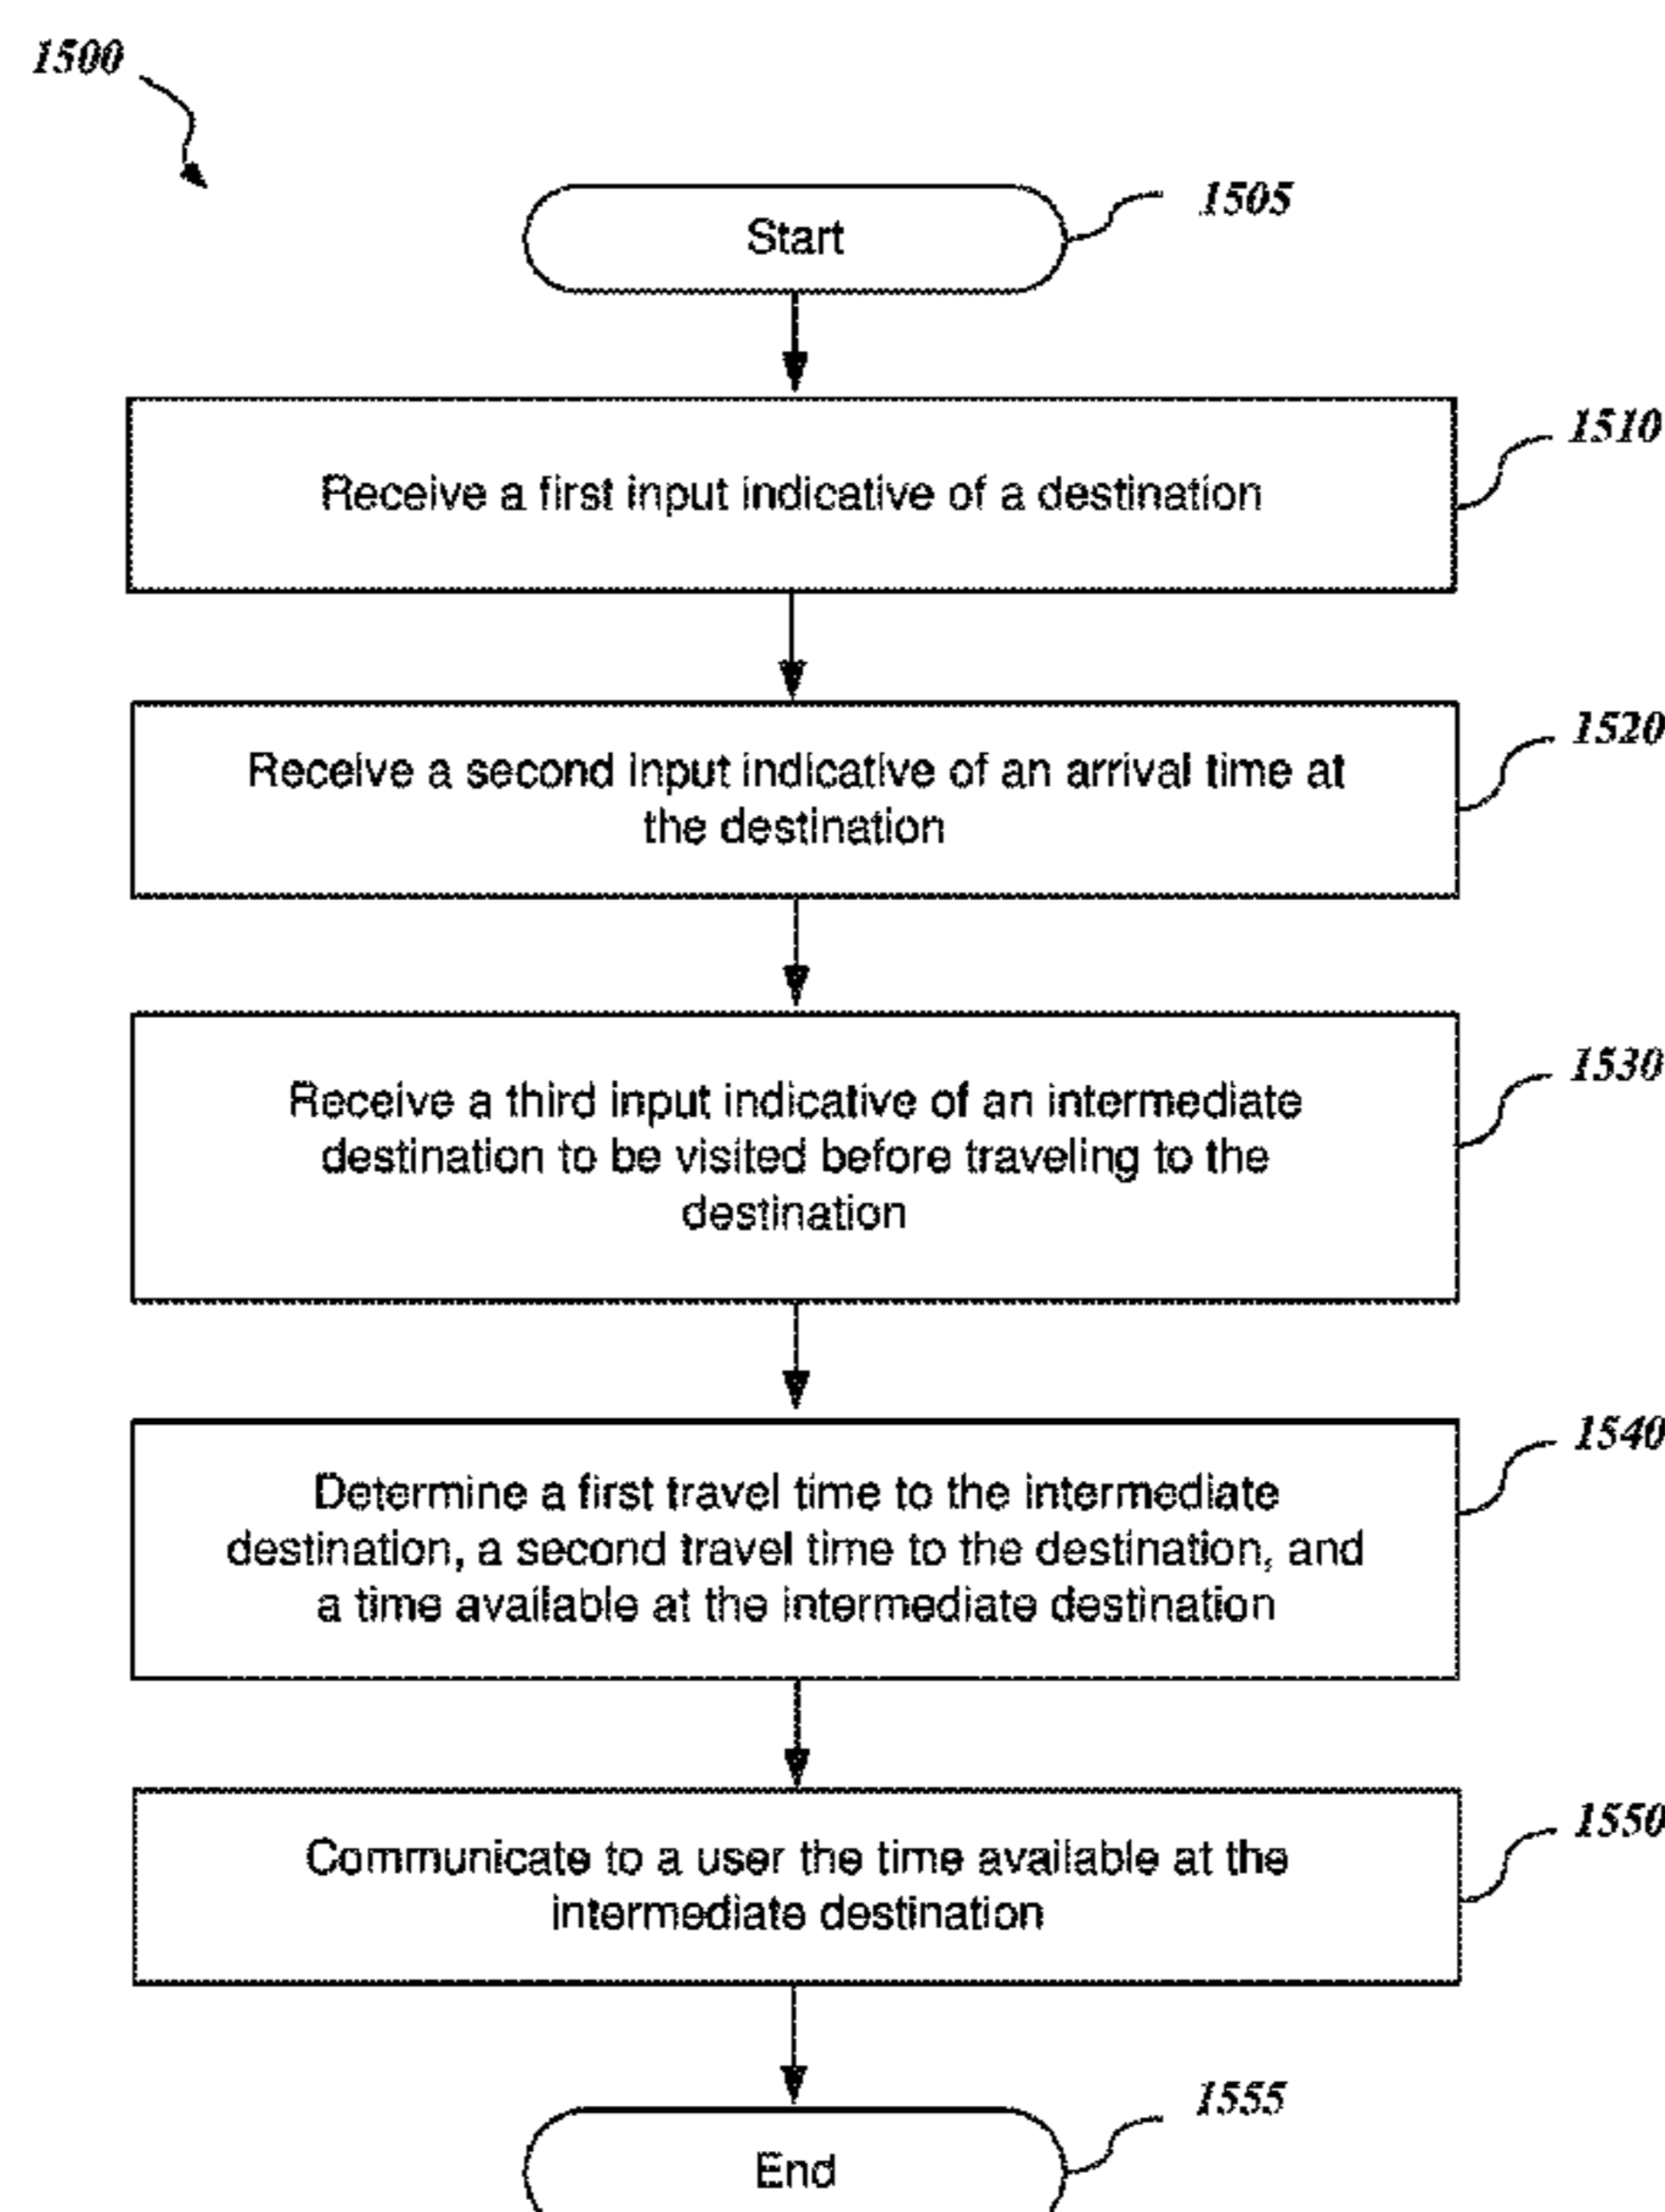 1500
1505
Start
1510
Receive a first input indicative of a destination
1520
Receive a second input indicative of an arrival time at
the destination
1530
Receive a third input indicative of an intermediate
destination to be visited before traveling to the
destination
1540
Determine a first travel time to the intermediate
destination, a second travel time to the destination, and
a time available at the intermediate destination
1550
Communicate to a user the time available at the
intermediate destination
1555
End